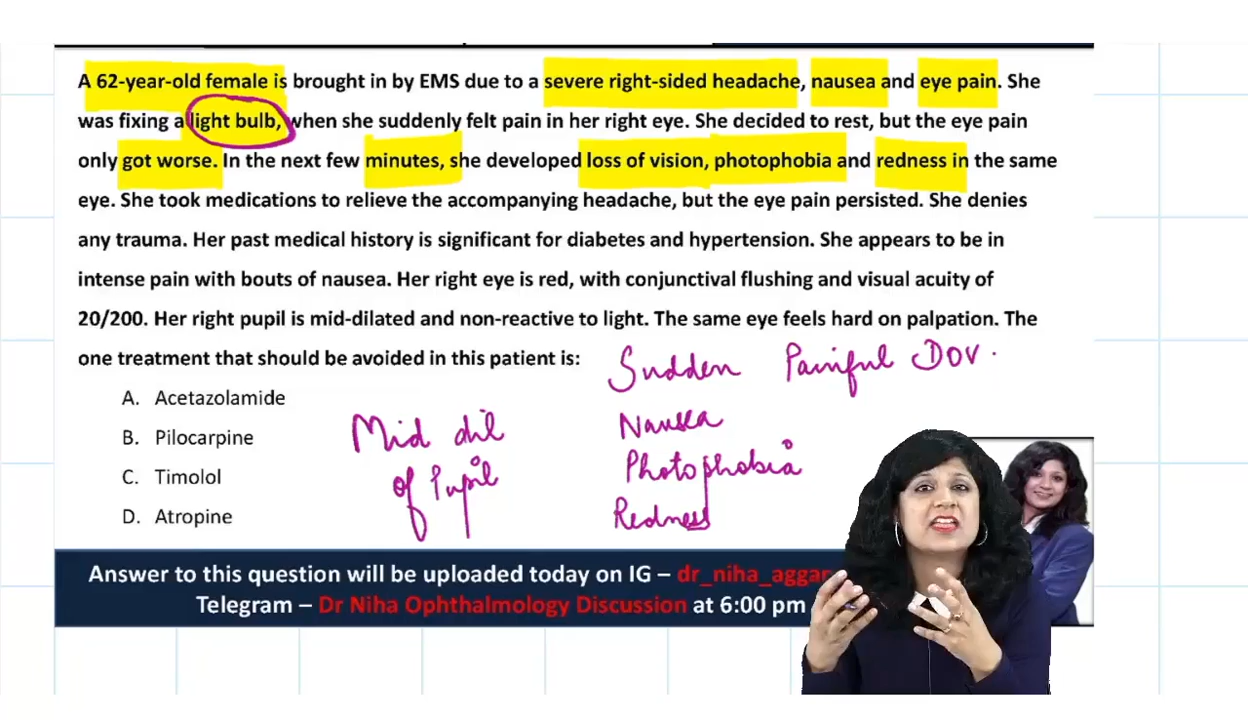 A 62-year-old female is brought in by EMS due to a severe right-sided headache, nausea and eye pain. She
was fixing a light bulb, when she suddenly felt pain in her right eye. She decided to rest, but the eye pain
only got worse. In the next few minutes, she developed loss of vision, photophobia and redness in the same
eye. She took medications to relieve the accompanying headache, but the eye pain persisted. She denies
any trauma. Her past medical history is significant for diabetes and hypertension. She appears to be in
intense pain with bouts of nausea. Her right eye is red, with conjunctival flushing and visual acuity of
20/200. Her right pupil is mid-dilated and non-reactive to light. The same eye feels hard on palpation. The
one treatment that should be avoided in this patient is:
Sudden Painful DOV.
A. Acetazolamide
B. Pilocarpine
C. Timolol
D. Atropine
Mid dil
of Pupil
Nausea
Photophobia
Redness
Answer to this question will be uploaded today on IG – dr_niha_aggar
Telegram – Dr Niha Ophthalmology Discussion at 6:00 pm